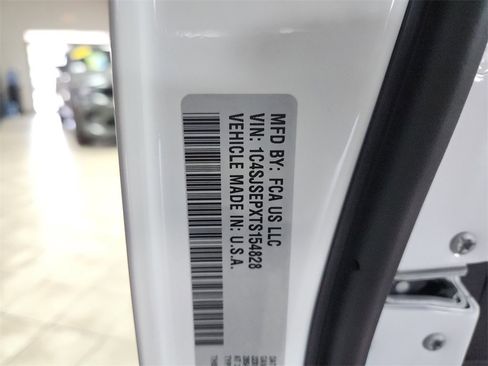 MFD BY: FCA US LLC
VIN: 1C4SJSEPXTS154828
VEHICLE MADE IN: U.S.A.